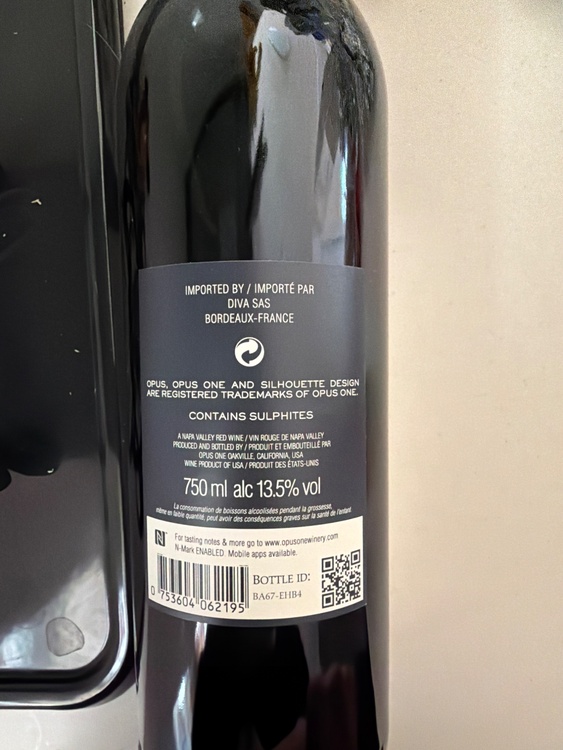 IMPORTED BY / IMPORTÉ PAR
DIVA SAS
BORDEAUX-FRANCE
OPUS, OPUS ONE AND SILHOUETTE DESIGN
ARE REGISTERED TRADEMARKS OF OPUS ONE.
CONTAINS SULPHITES
A NAPA VALLEY RED WINE / VIN ROUGE DE NAPA VALLEY
PRODUCED AND BOTTLED BY / PRODUIT ET EMBOUTEILLÉ PAR
OPUS ONE OAKVILLE, CALIFORNIA, USA
WINE PRODUCT OF USA / PRODUIT DES ÉTATS-UNIS
750 ml alc 13.5% vol
La consommation de boissons alcoolisées pendant la grossesse,
même en faible quantité, peut avoir des conséquences graves sur la santé de l'enfant.
N For tasting notes & more go to www.opusonewinery.com
N-Mark ENABLED. Mobile apps available.
BOTTLE ID:
BA67-EHB4
0 753604 062195